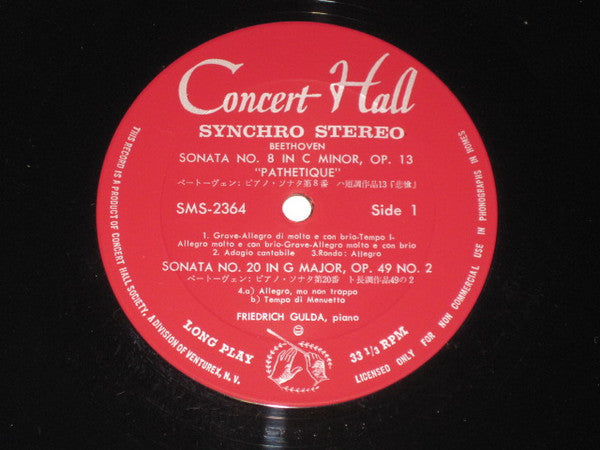 Concert Hall
SYNCHRO STEREO
BEETHOVEN
SONATA NO. 8 IN C MINOR, OP. 13
"PATHETIQUE"
ベートーヴェン：ピアノ・ソナタ第8番 ハ短調作品13『悲愴』
SMS-2364 Side 1
1. Grave-Allegro di molto e con brio-Tempo I-
Allegro molto e con brio-Grave-Allegro molto e con brio
2. Adagio cantabile 3.Rondo: Allegro
SONATA NO. 20 IN G MAJOR, OP. 49 NO. 2
ベートーヴェン：ピアノ・ソナタ第20番 ト長調作品49の2
4.a) Allegro, ma non troppo
b) Tempo di Menuetto
FRIEDRICH GULDA, piano
LONG PLAY
33 1/3 RPM
THIS RECORD IS A PRODUCT OF CONCERT HALL SOCIETY, A DIVISION OF VENTUREX, N. V.
LICENSED ONLY FOR NON COMMERCIAL USE IN PHONOGRAPHS IN HOMES